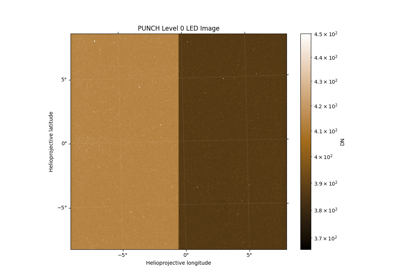 PUNCH Level 0 LED Image
Helioprojective latitude
5°
0°
−5°
−5°
0°
5°
Helioprojective longitude
4.5 × 10²
4.4 × 10²
4.3 × 10²
4.2 × 10²
4.1 × 10²
4 × 10²
3.9 × 10²
3.8 × 10²
3.7 × 10²
DN